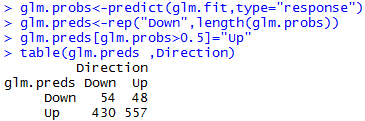 > glm.probs<-predict(glm.fit,type="response")
> glm.preds<-rep("Down",length(glm.probs))
> glm.preds[glm.probs>0.5]="Up"
> table(glm.preds ,Direction)
         Direction
glm.preds Down  Up
     Down   54  48
     Up    430 557